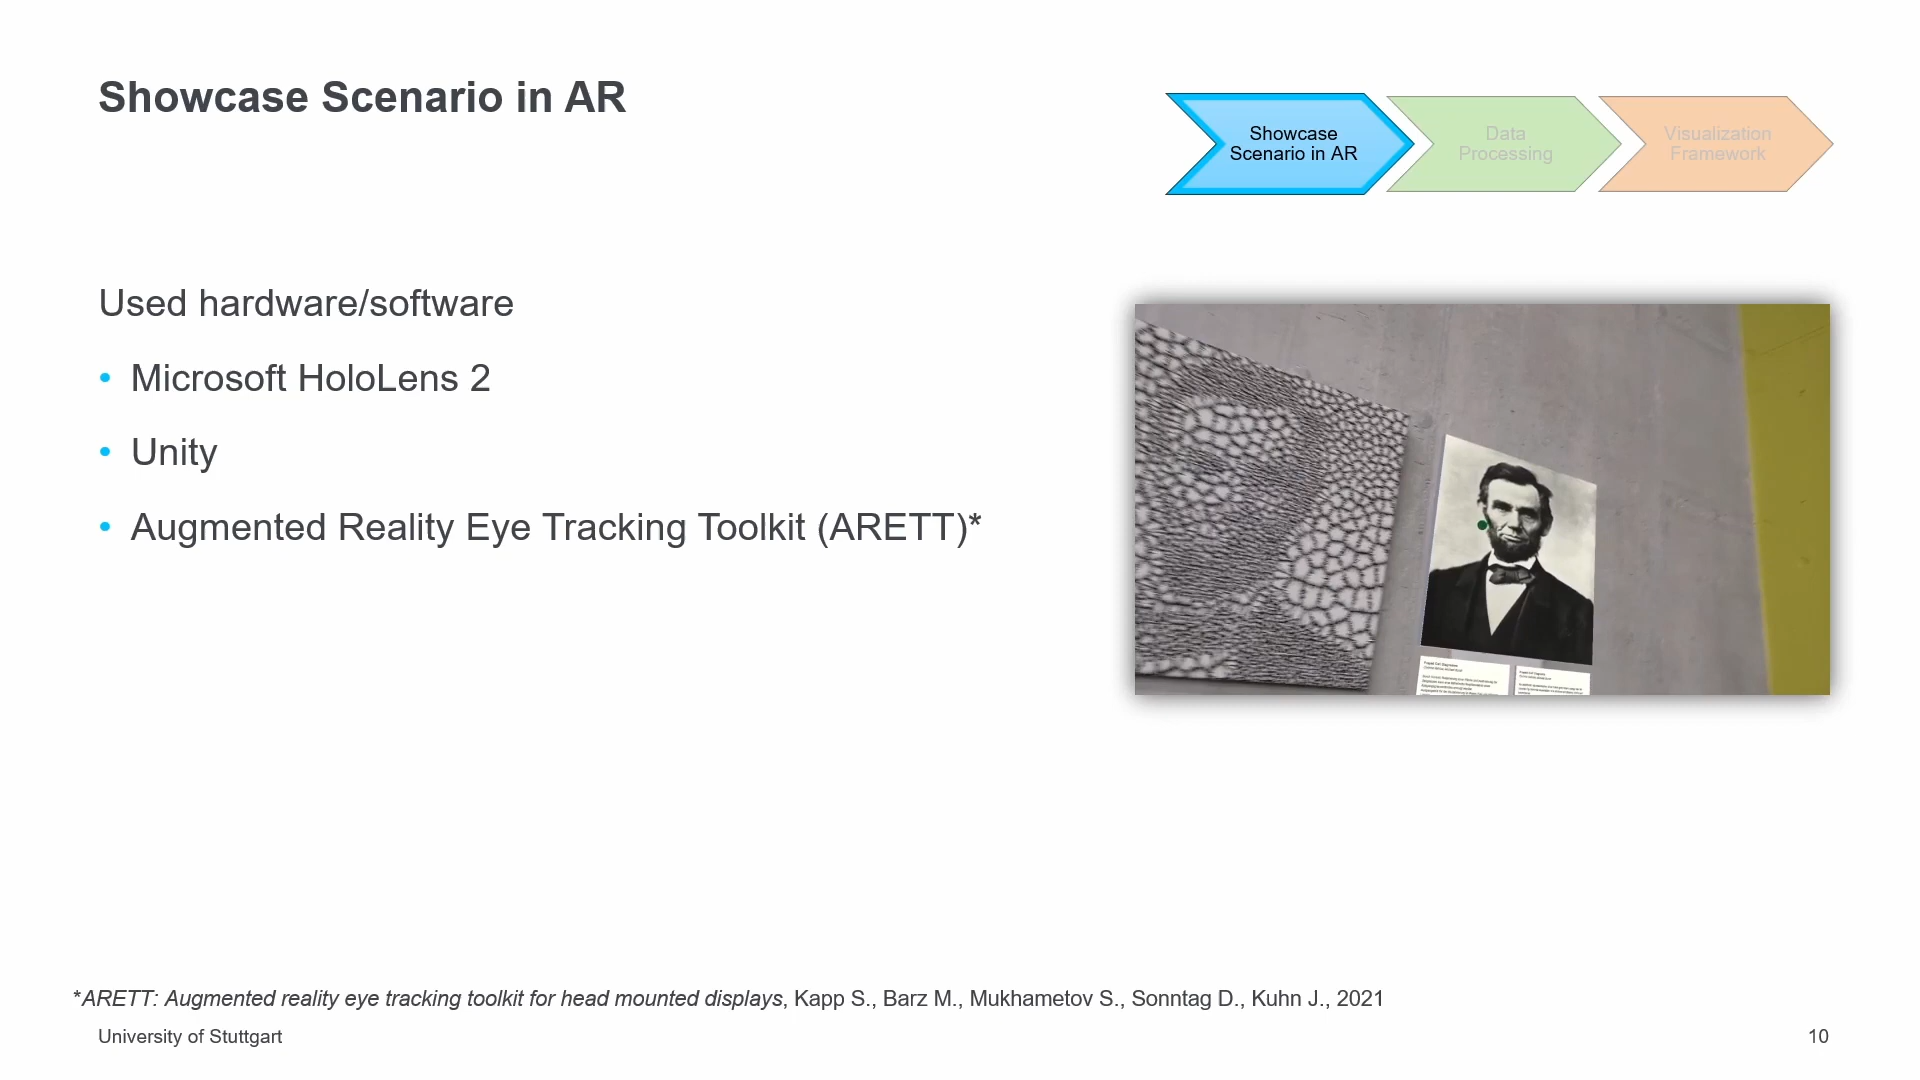 Showcase Scenario in AR
Showcase
Scenario in AR
Data
Processing
Visualization
Framework
Used hardware/software
• Microsoft HoloLens 2
• Unity
• Augmented Reality Eye Tracking Toolkit (ARETT)*
*ARETT: Augmented reality eye tracking toolkit for head mounted displays, Kapp S., Barz M., Mukhametov S., Sonntag D., Kuhn J., 2021
University of Stuttgart
10